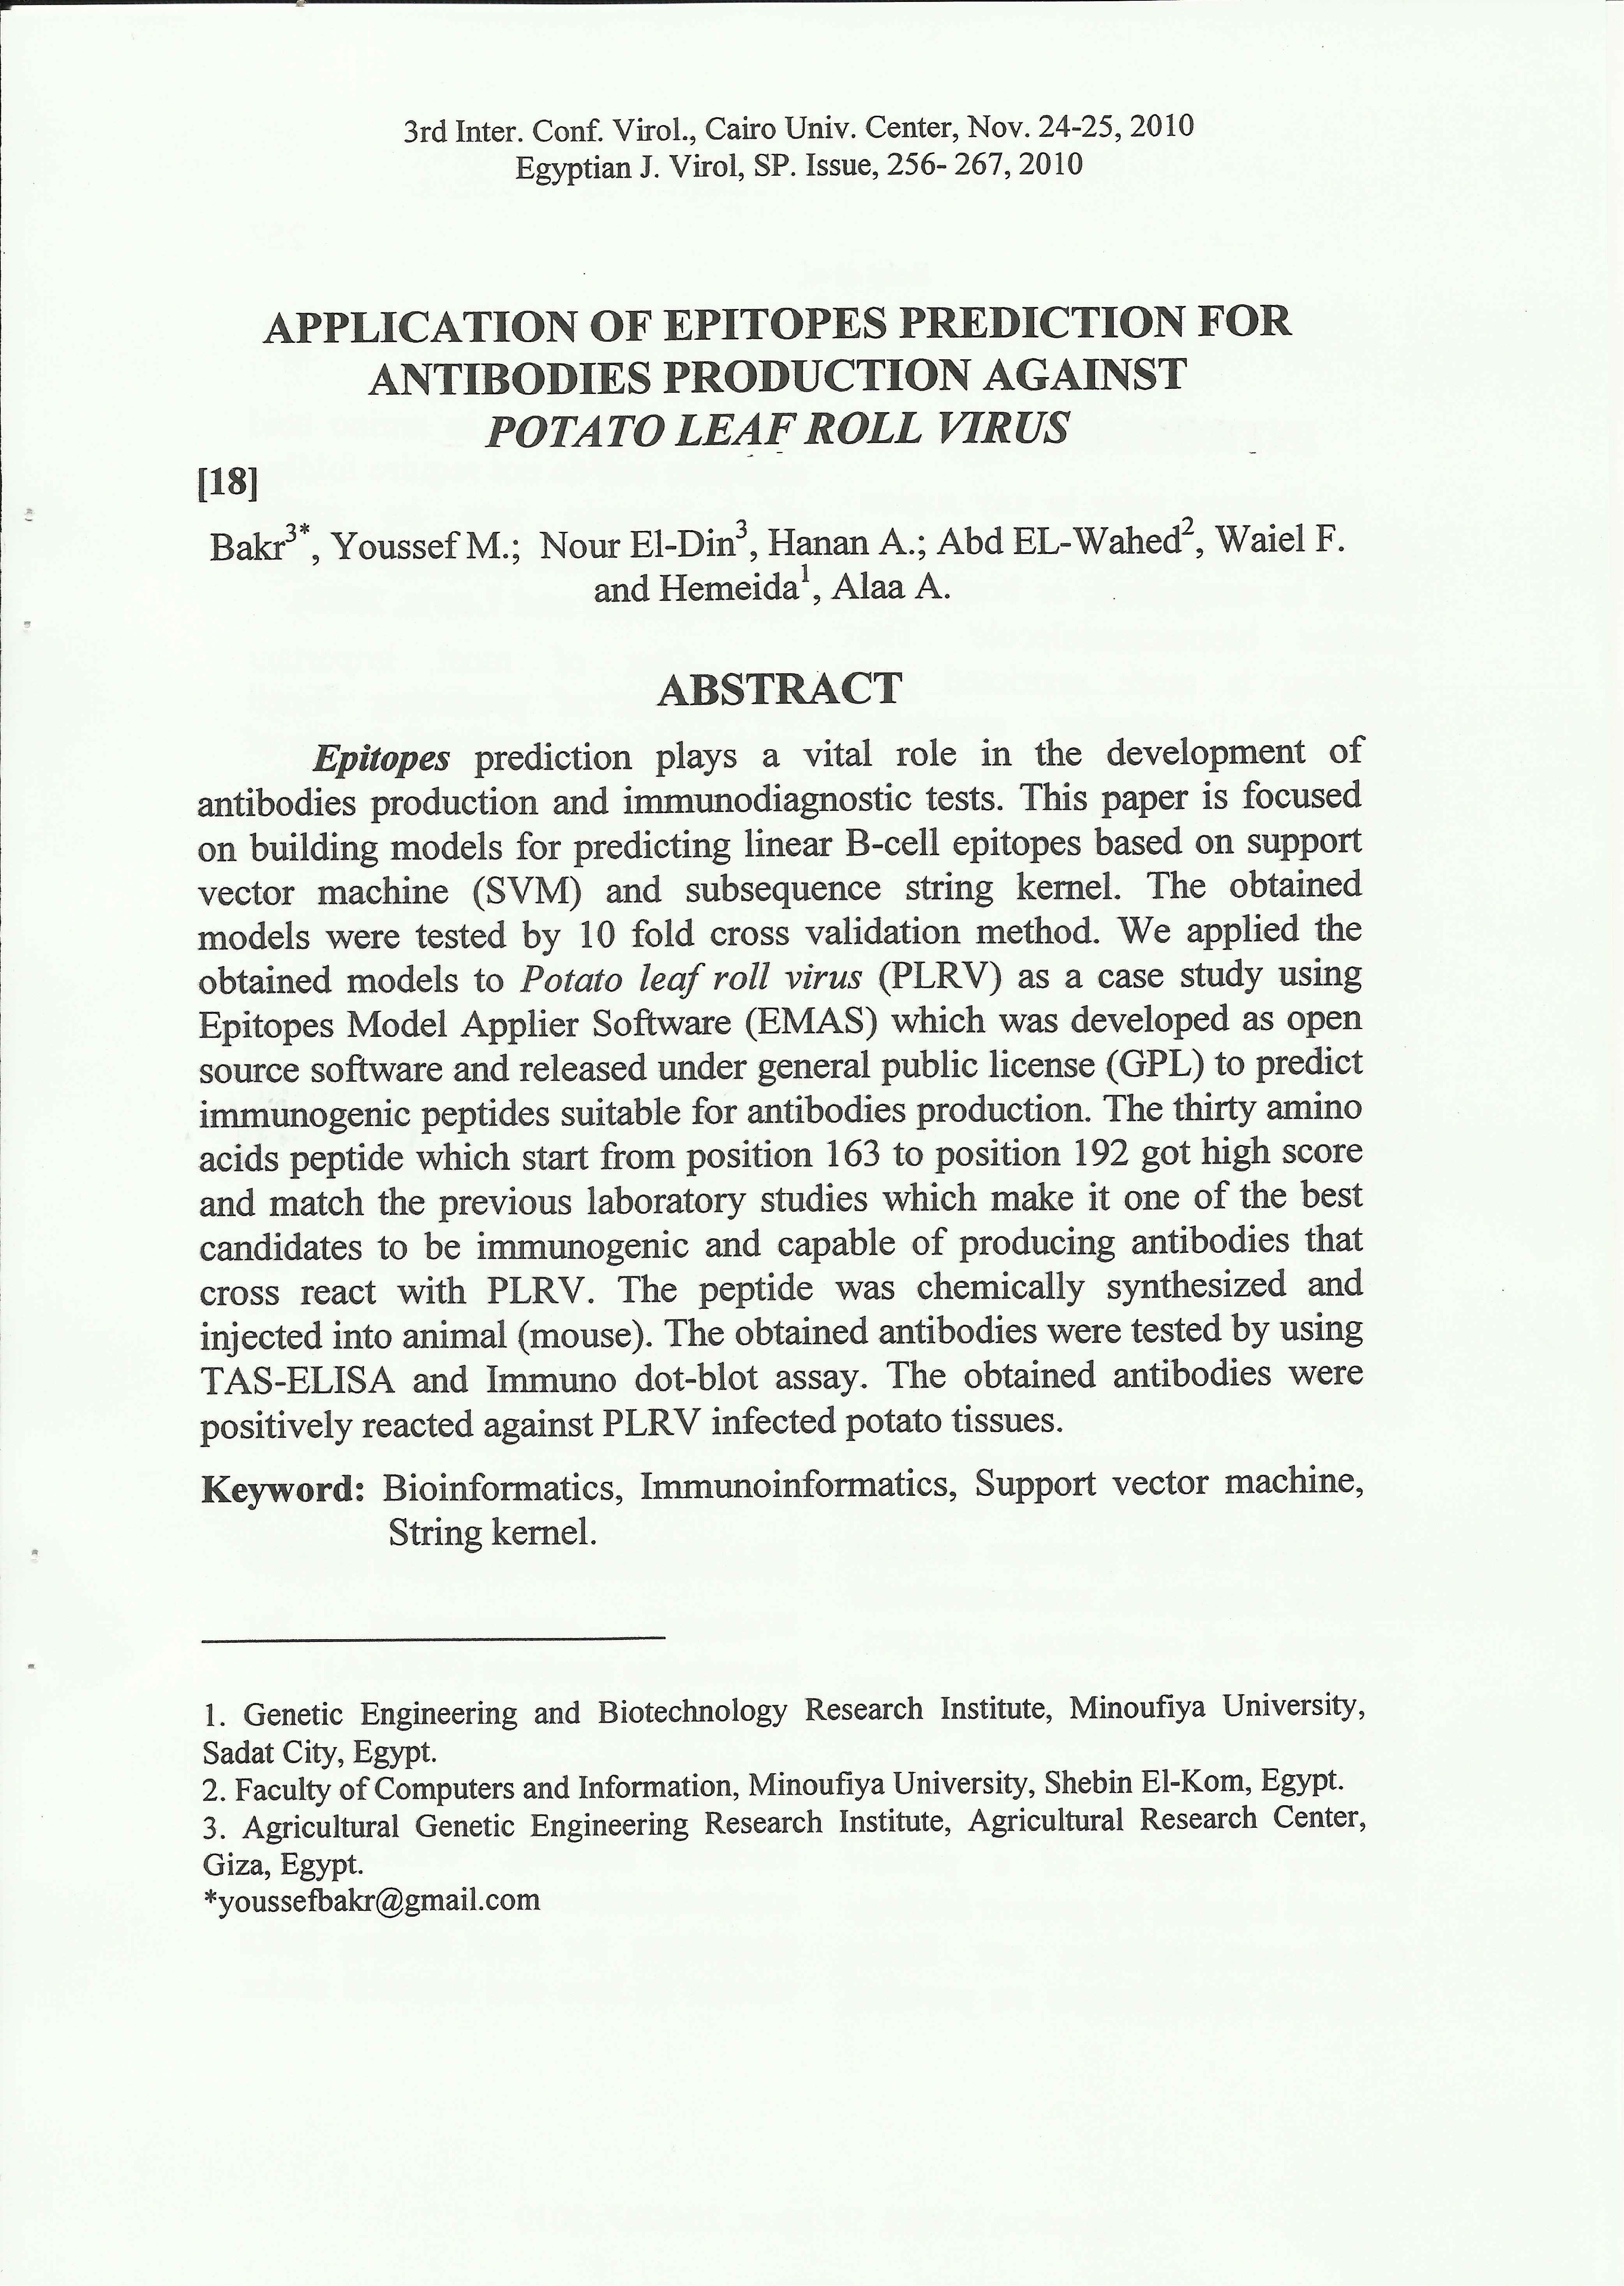 3rd Inter. Conf. Virol., Cairo Univ. Center, Nov. 24-25, 2010
Egyptian J. Virol, SP. Issue, 256- 267, 2010
APPLICATION OF EPITOPES PREDICTION FOR
ANTIBODIES PRODUCTION AGAINST
POTATO LEAF ROLL VIRUS
[18]
Bakr3*, Youssef M.; Nour El-Din3, Hanan A.; Abd EL-Wahed2, Waiel F.
and Hemeida1, Alaa A.
ABSTRACT
Epitopes prediction plays a vital role in the development of
antibodies production and immunodiagnostic tests. This paper is focused
on building models for predicting linear B-cell epitopes based on support
vector machine (SVM) and subsequence string kernel. The obtained
models were tested by 10 fold cross validation method. We applied the
obtained models to Potato leaf roll virus (PLRV) as a case study using
Epitopes Model Applier Software (EMAS) which was developed as open
source software and released under general public license (GPL) to predict
immunogenic peptides suitable for antibodies production. The thirty amino
acids peptide which start from position 163 to position 192 got high score
and match the previous laboratory studies which make it one of the best
candidates to be immunogenic and capable of producing antibodies that
cross react with PLRV. The peptide was chemically synthesized and
injected into animal (mouse). The obtained antibodies were tested by using
TAS-ELISA and Immuno dot-blot assay. The obtained antibodies were
positively reacted against PLRV infected potato tissues.
Keyword: Bioinformatics, Immunoinformatics, Support vector machine,
String kernel.
1. Genetic Engineering and Biotechnology Research Institute, Minoufiya University,
Sadat City, Egypt.
2. Faculty of Computers and Information, Minoufiya University, Shebin El-Kom, Egypt.
3. Agricultural Genetic Engineering Research Institute, Agricultural Research Center,
Giza, Egypt.
*youssefbakr@gmail.com